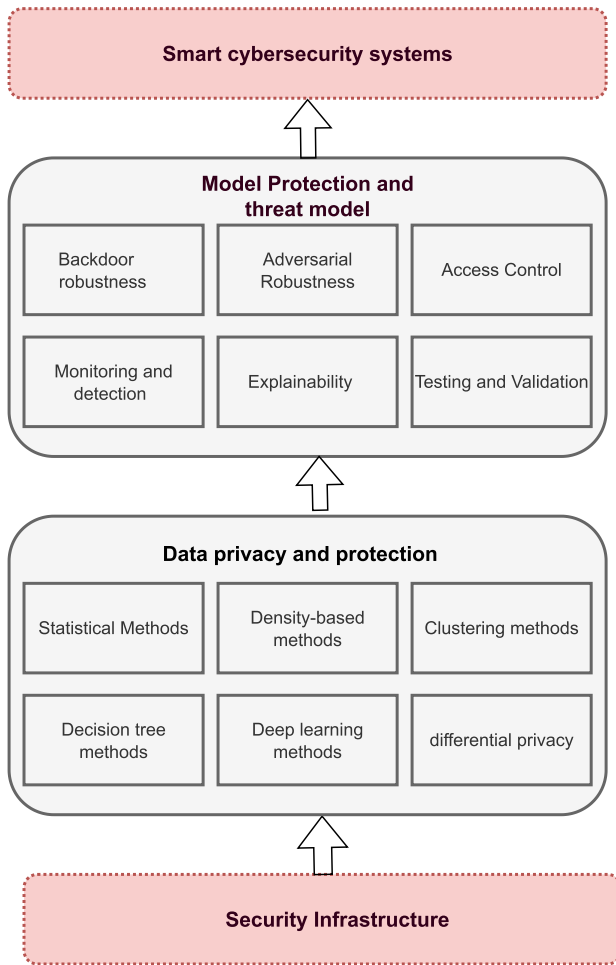 Smart cybersecurity systems
Model Protection and
threat model
Backdoor
robustness
Adversarial
Robustness
Access Control
Monitoring and
detection
Explainability
Testing and Validation
Data privacy and protection
Statistical Methods
Density-based
methods
Clustering methods
Decision tree
methods
Deep learning
methods
differential privacy
Security Infrastructure